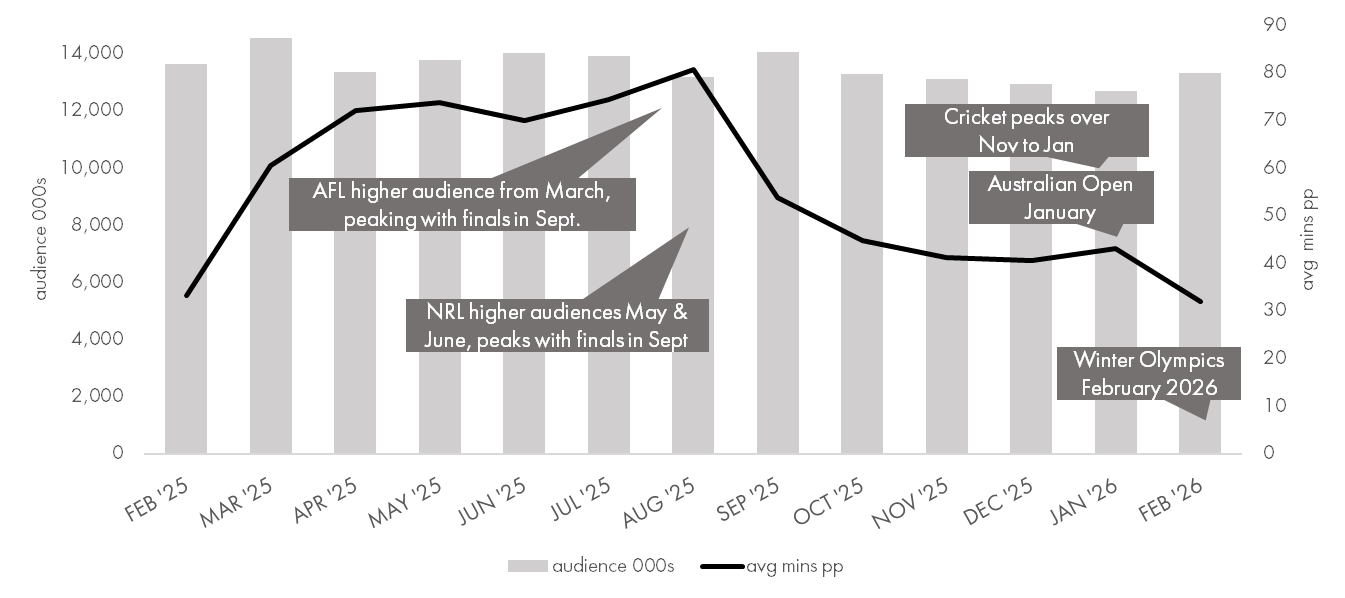 90
14,000
80
12,000
70
10,000
60
8,000
50
6,000
40
4,000
30
2,000
20
10
0
0
audience 000s
avg mins pp
Cricket peaks over
Nov to Jan
AFL higher audience from March,
peaking with finals in Sept.
Australian Open
January
NRL higher audiences May &
June, peaks with finals in Sept
Winter Olympics
February 2026
FEB '25
MAR '25
APR '25
MAY '25
JUN '25
JUL '25
AUG '25
SEP '25
OCT '25
NOV '25
DEC '25
JAN '26
FEB '26
audience 000s
avg mins pp